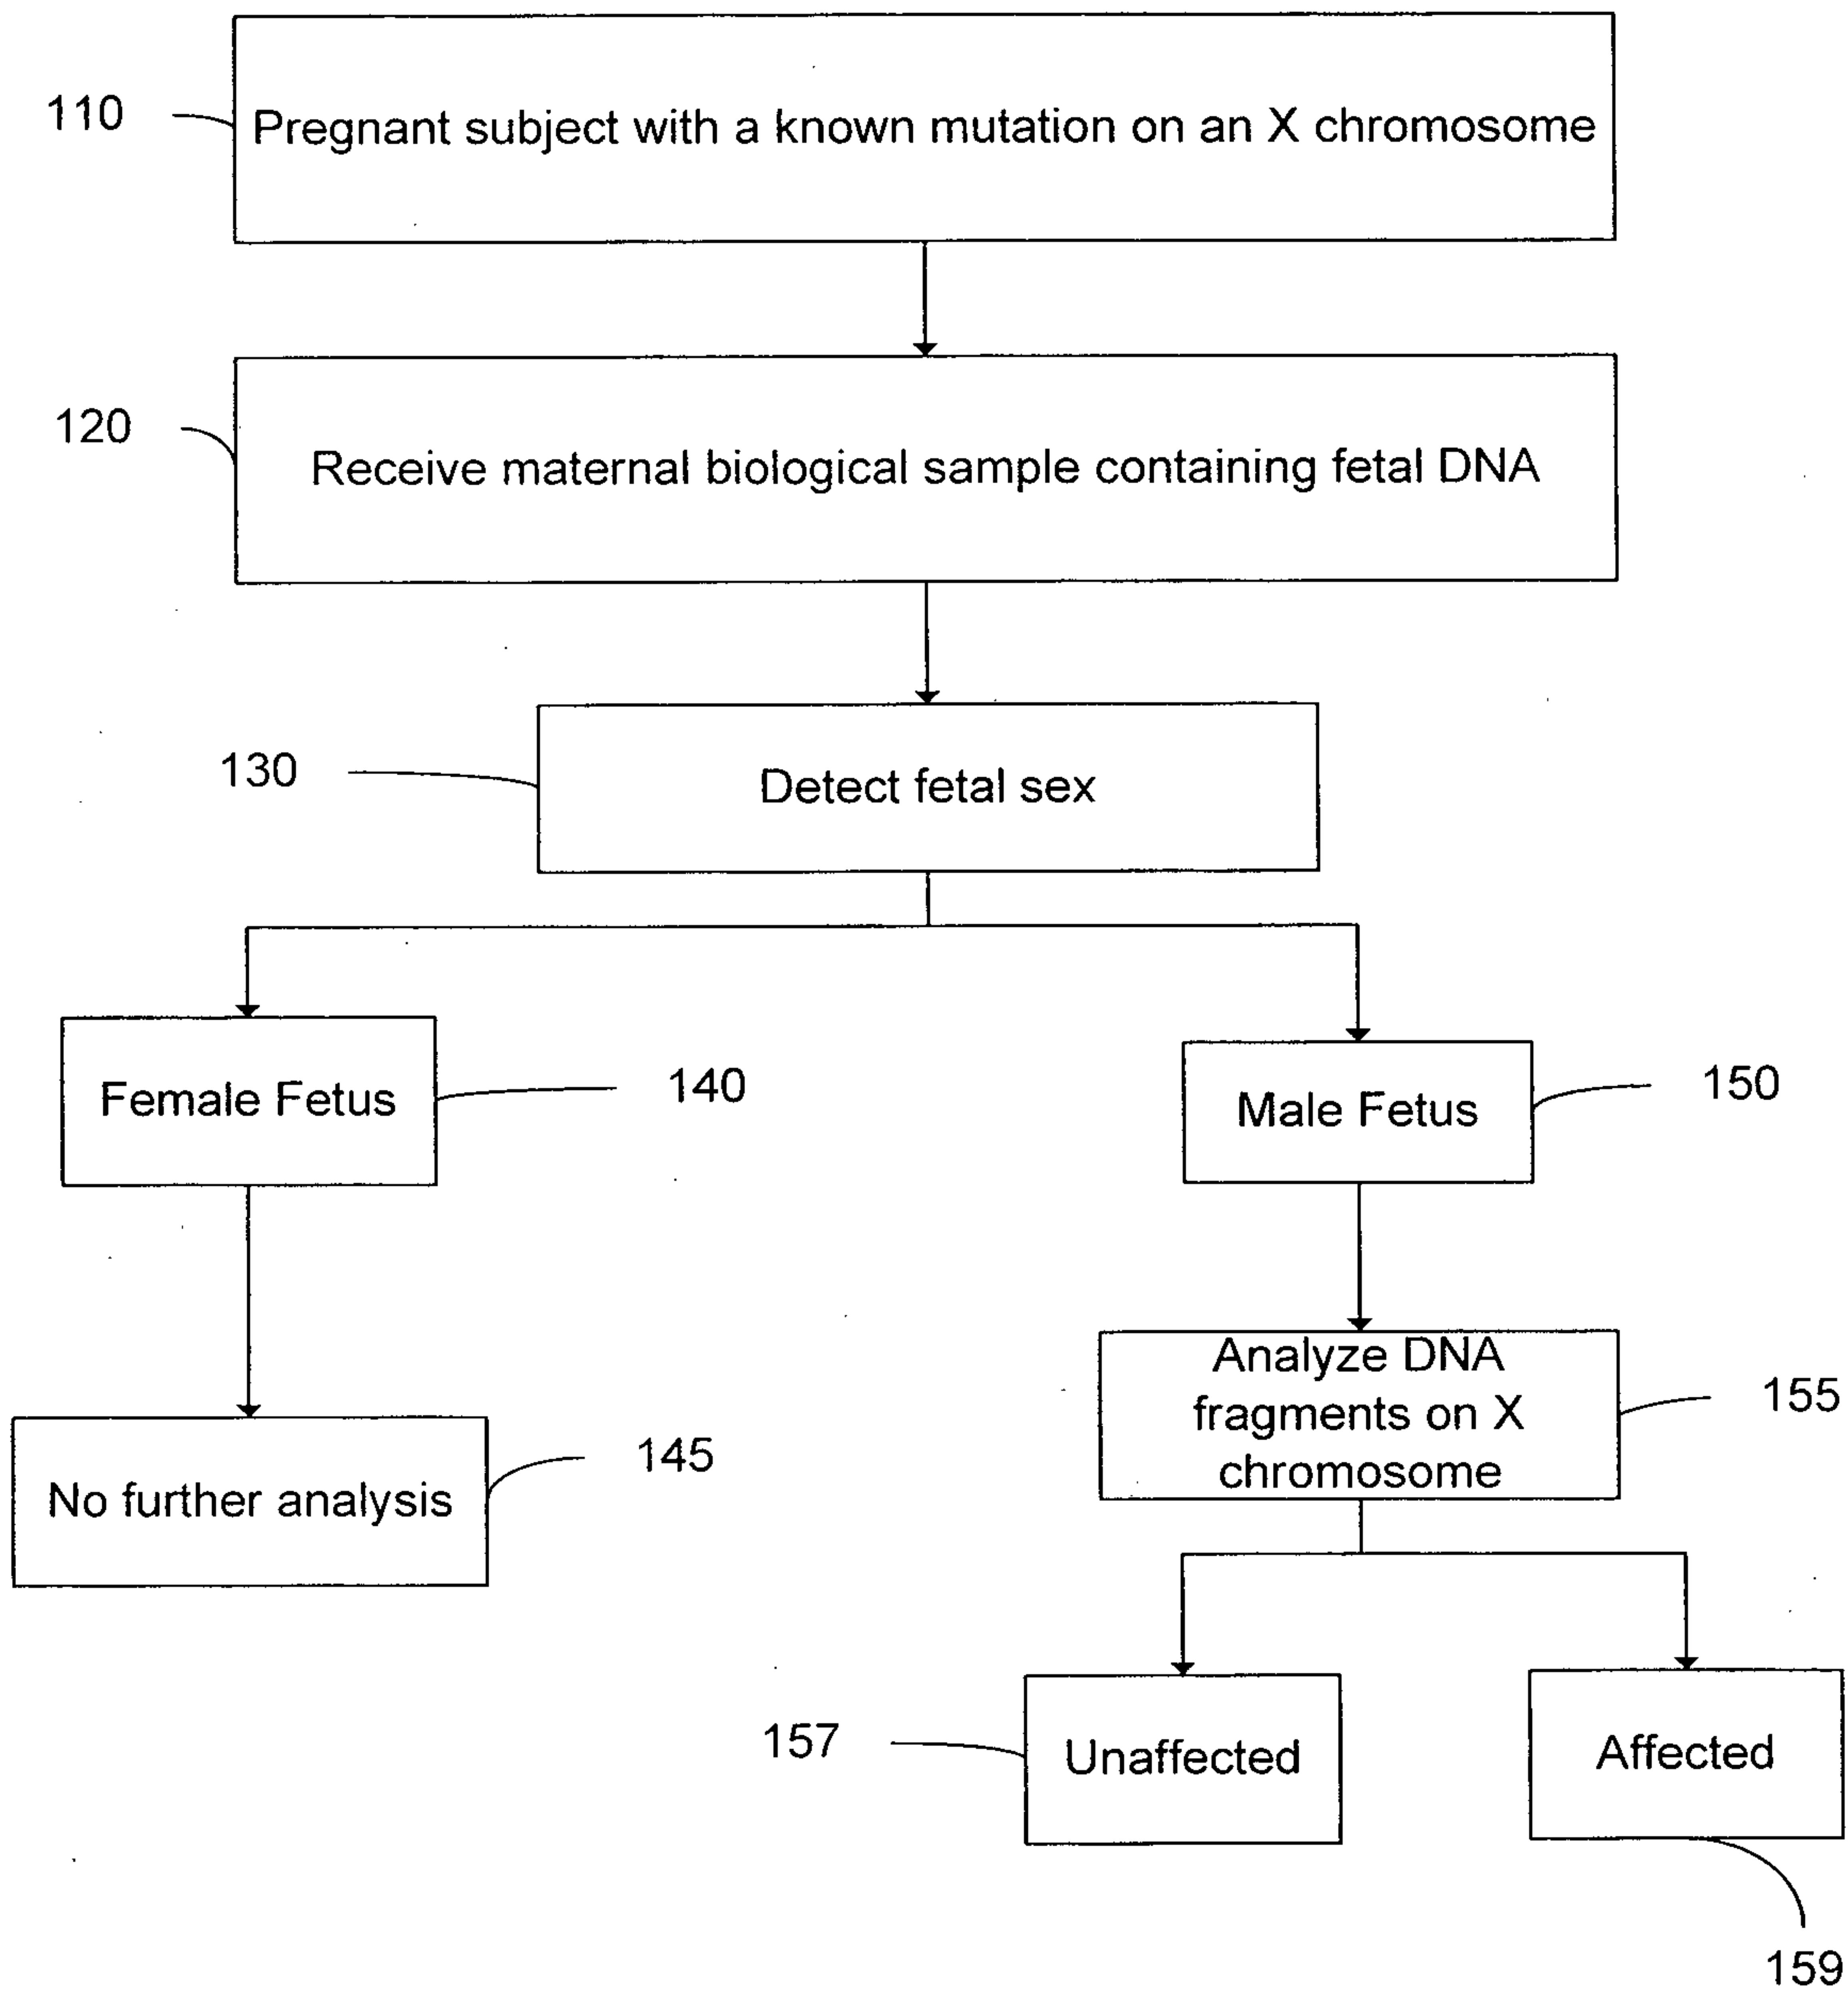 110
Pregnant subject with a known mutation on an X chromosome
120
Receive maternal biological sample containing fetal DNA
130
Detect fetal sex
Female Fetus
140
Male Fetus
150
Analyze DNA
fragments on X
chromosome
155
No further analysis
145
157
Unaffected
Affected
159